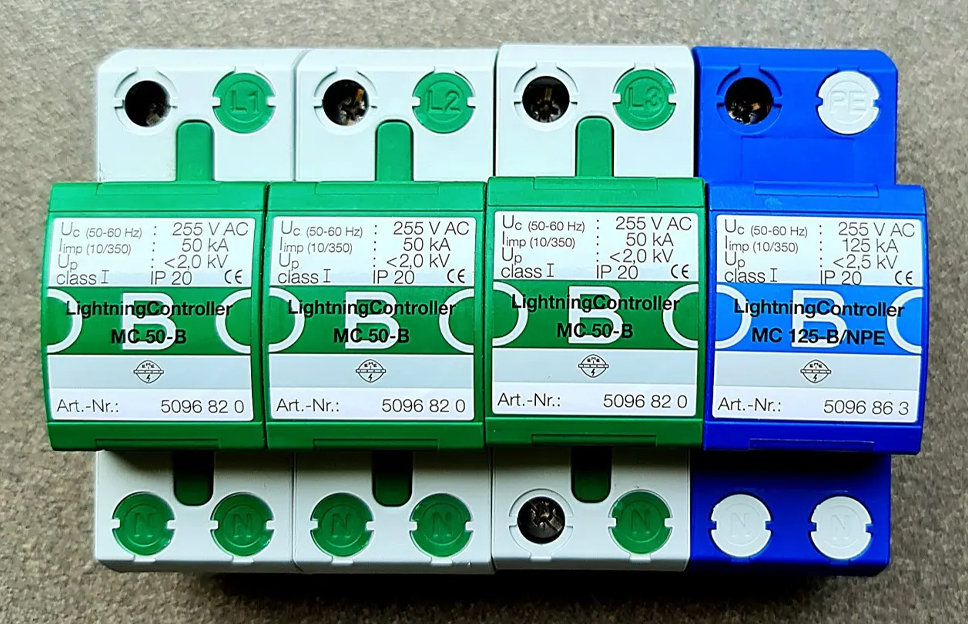 L1
L2
L3
PE
Uc (50-60 Hz) : 255 V AC
Iimp (10/350) : 50 kA
Up : <2,0 kV
class I IP 20 CE
B
LightningController
MC 50-B
Art.-Nr.: 5096 82 0
Uc (50-60 Hz) : 255 V AC
Iimp (10/350) : 50 kA
Up : <2,0 kV
class I IP 20 CE
B
LightningController
MC 50-B
Art.-Nr.: 5096 82 0
Uc (50-60 Hz) : 255 V AC
Iimp (10/350) : 50 kA
Up : <2,0 kV
class I IP 20 CE
B
LightningController
MC 50-B
Art.-Nr.: 5096 82 0
Uc (50-60 Hz) : 255 V AC
Iimp (10/350) : 125 kA
Up : <2,5 kV
class I IP 20 CE
B
LightningController
MC 125-B/NPE
Art.-Nr.: 5096 86 3
N
N
N
N
N
N
N